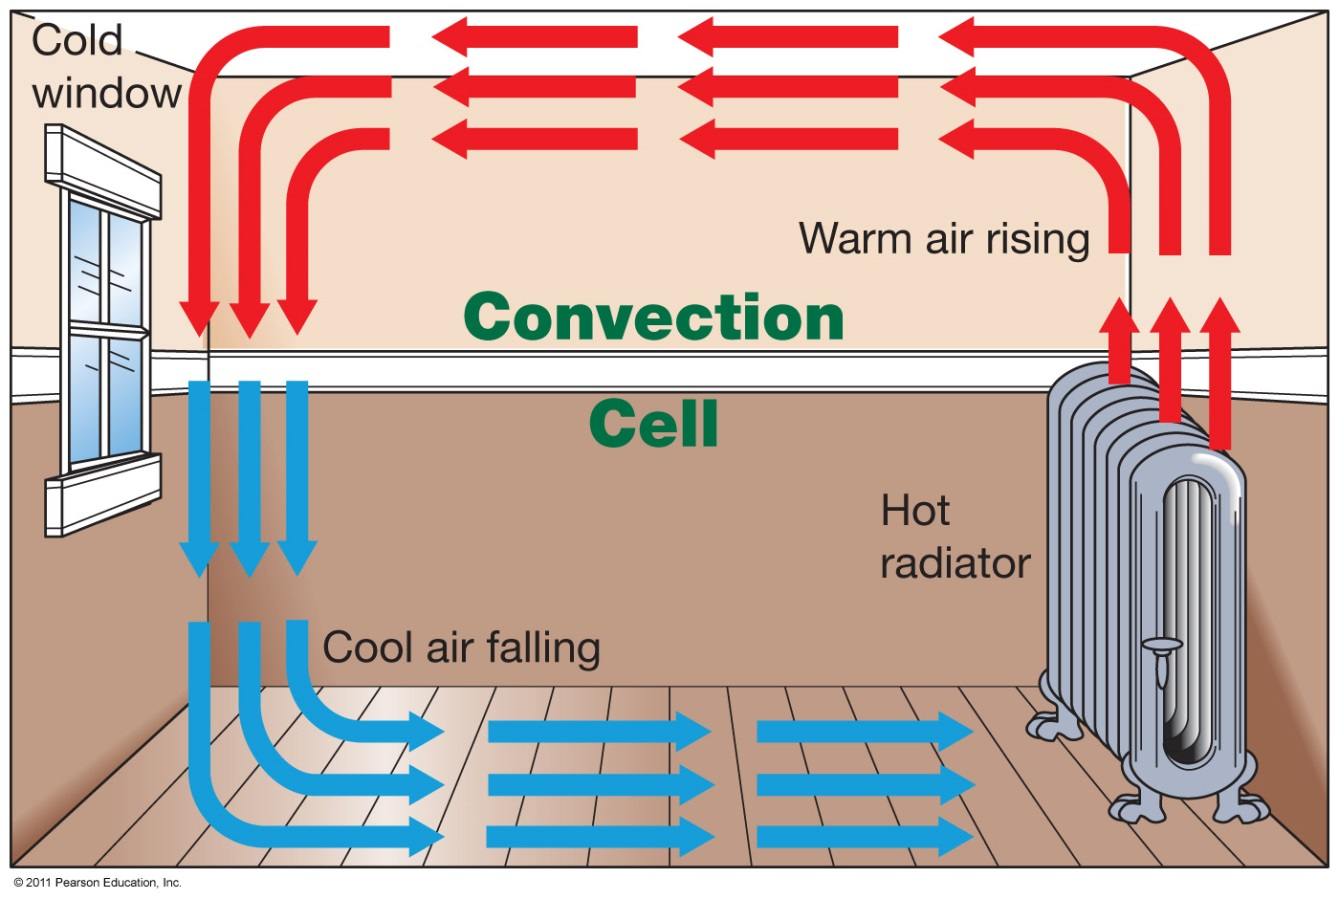 Cold
window
Warm air rising
Convection
Cell
Hot
radiator
Cool air falling
© 2011 Pearson Education, Inc.